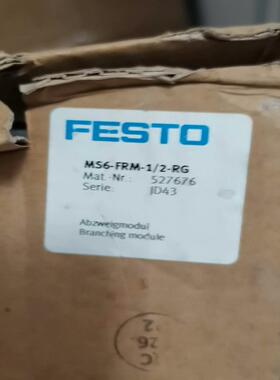 FESTO
MS6-FRM-1/2-RG
Mat.-Nr.: 527676
Serie: JD43
Abzweigmodul
Branching module